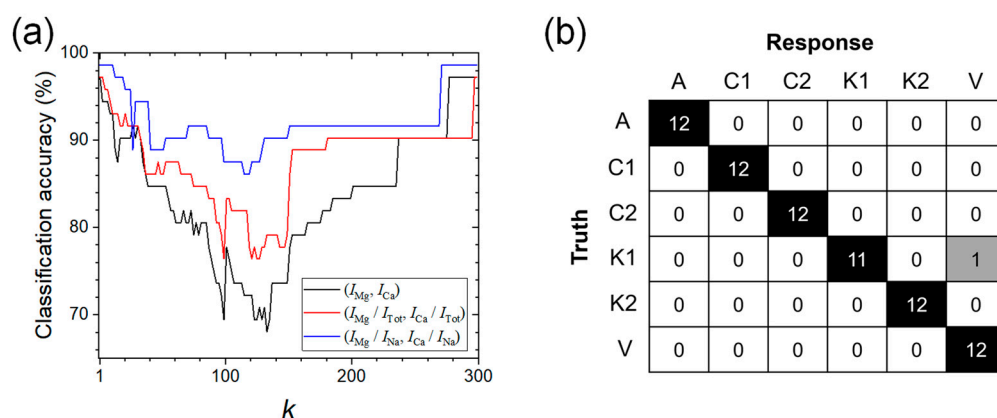 (a)
Classification accuracy (%)
100
90
80
70
1
100
200
300
k
(I_Mg, I_Ca)
(I_Mg / I_Tot, I_Ca / I_Tot)
(I_Mg / I_Na, I_Ca / I_Na)
(b)
Response
A C1 C2 K1 K2 V
Truth
A 12 0 0 0 0 0
C1 0 12 0 0 0 0
C2 0 0 12 0 0 0
K1 0 0 0 11 0 1
K2 0 0 0 0 12 0
V 0 0 0 0 0 12